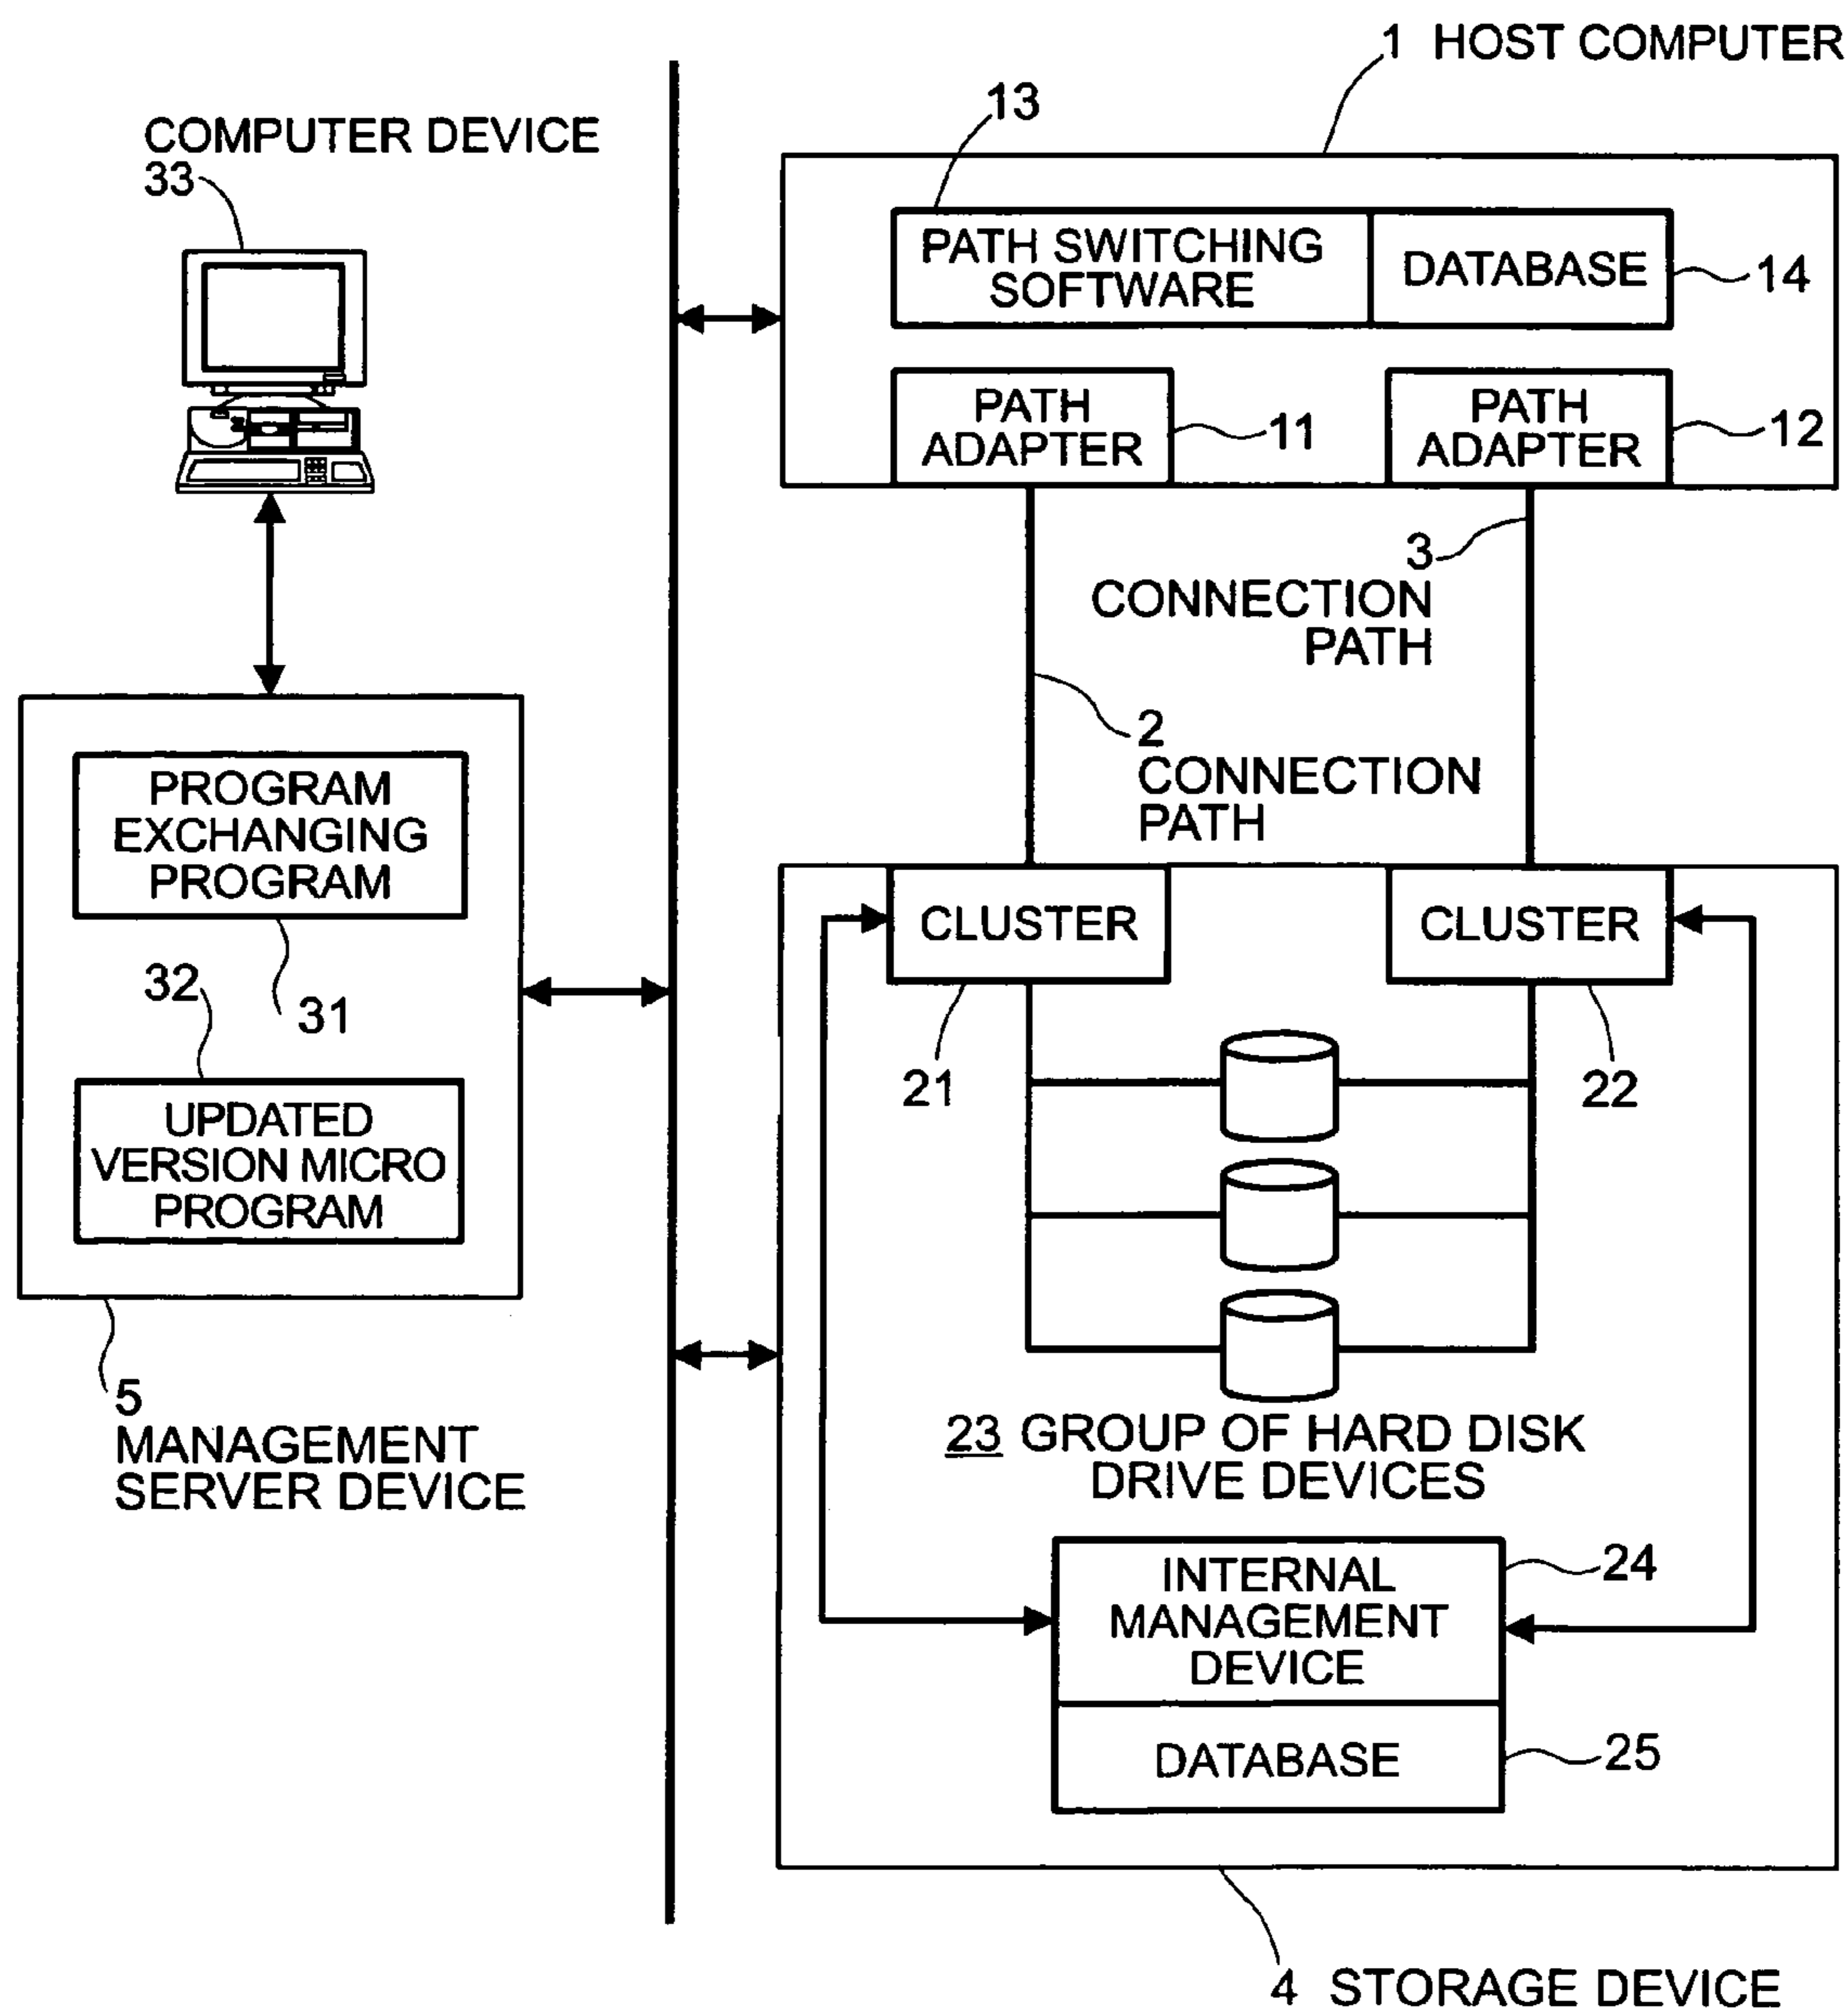 1 HOST COMPUTER
13
COMPUTER DEVICE
33
PATH SWITCHING
SOFTWARE
DATABASE
14
PATH
ADAPTER
11
PATH
ADAPTER
12
3
CONNECTION
PATH
2
CONNECTION
PATH
PROGRAM
EXCHANGING
PROGRAM
31
32
UPDATED
VERSION MICRO
PROGRAM
5
MANAGEMENT
SERVER DEVICE
CLUSTER
21
CLUSTER
22
23 GROUP OF HARD DISK
DRIVE DEVICES
INTERNAL
MANAGEMENT
DEVICE
24
DATABASE
25
4 STORAGE DEVICE